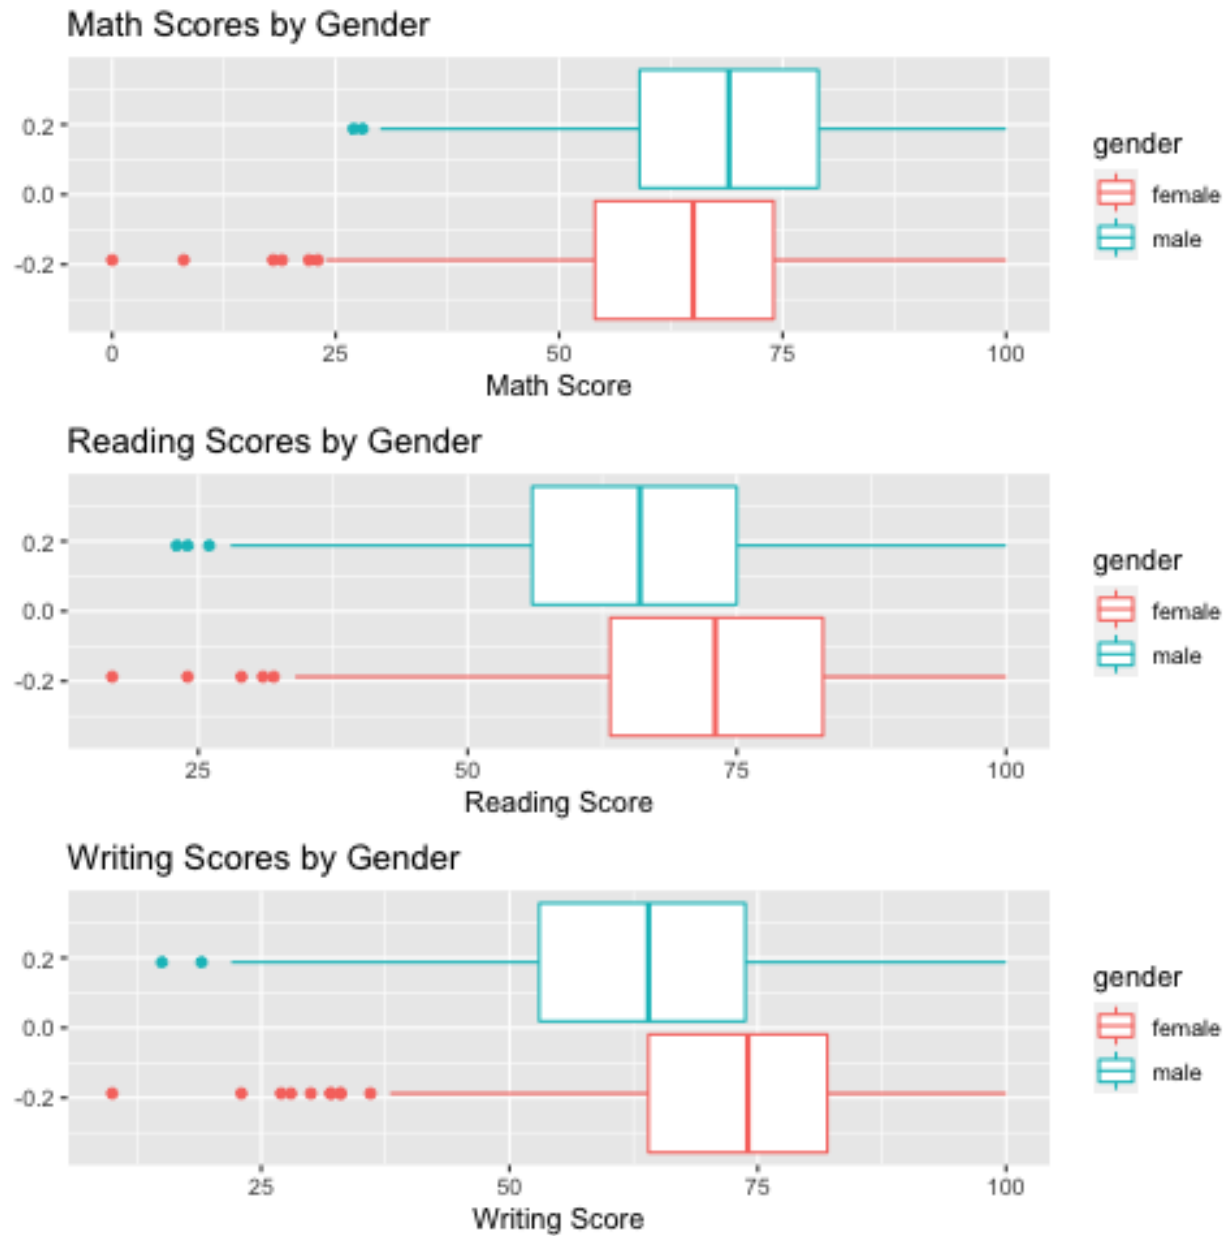 Math Scores by Gender
0.2
0.0
-0.2
0 25 50 75 100
Math Score
gender
female
male
Reading Scores by Gender
0.2
0.0
-0.2
25 50 75 100
Reading Score
gender
female
male
Writing Scores by Gender
0.2
0.0
-0.2
25 50 75 100
Writing Score
gender
female
male